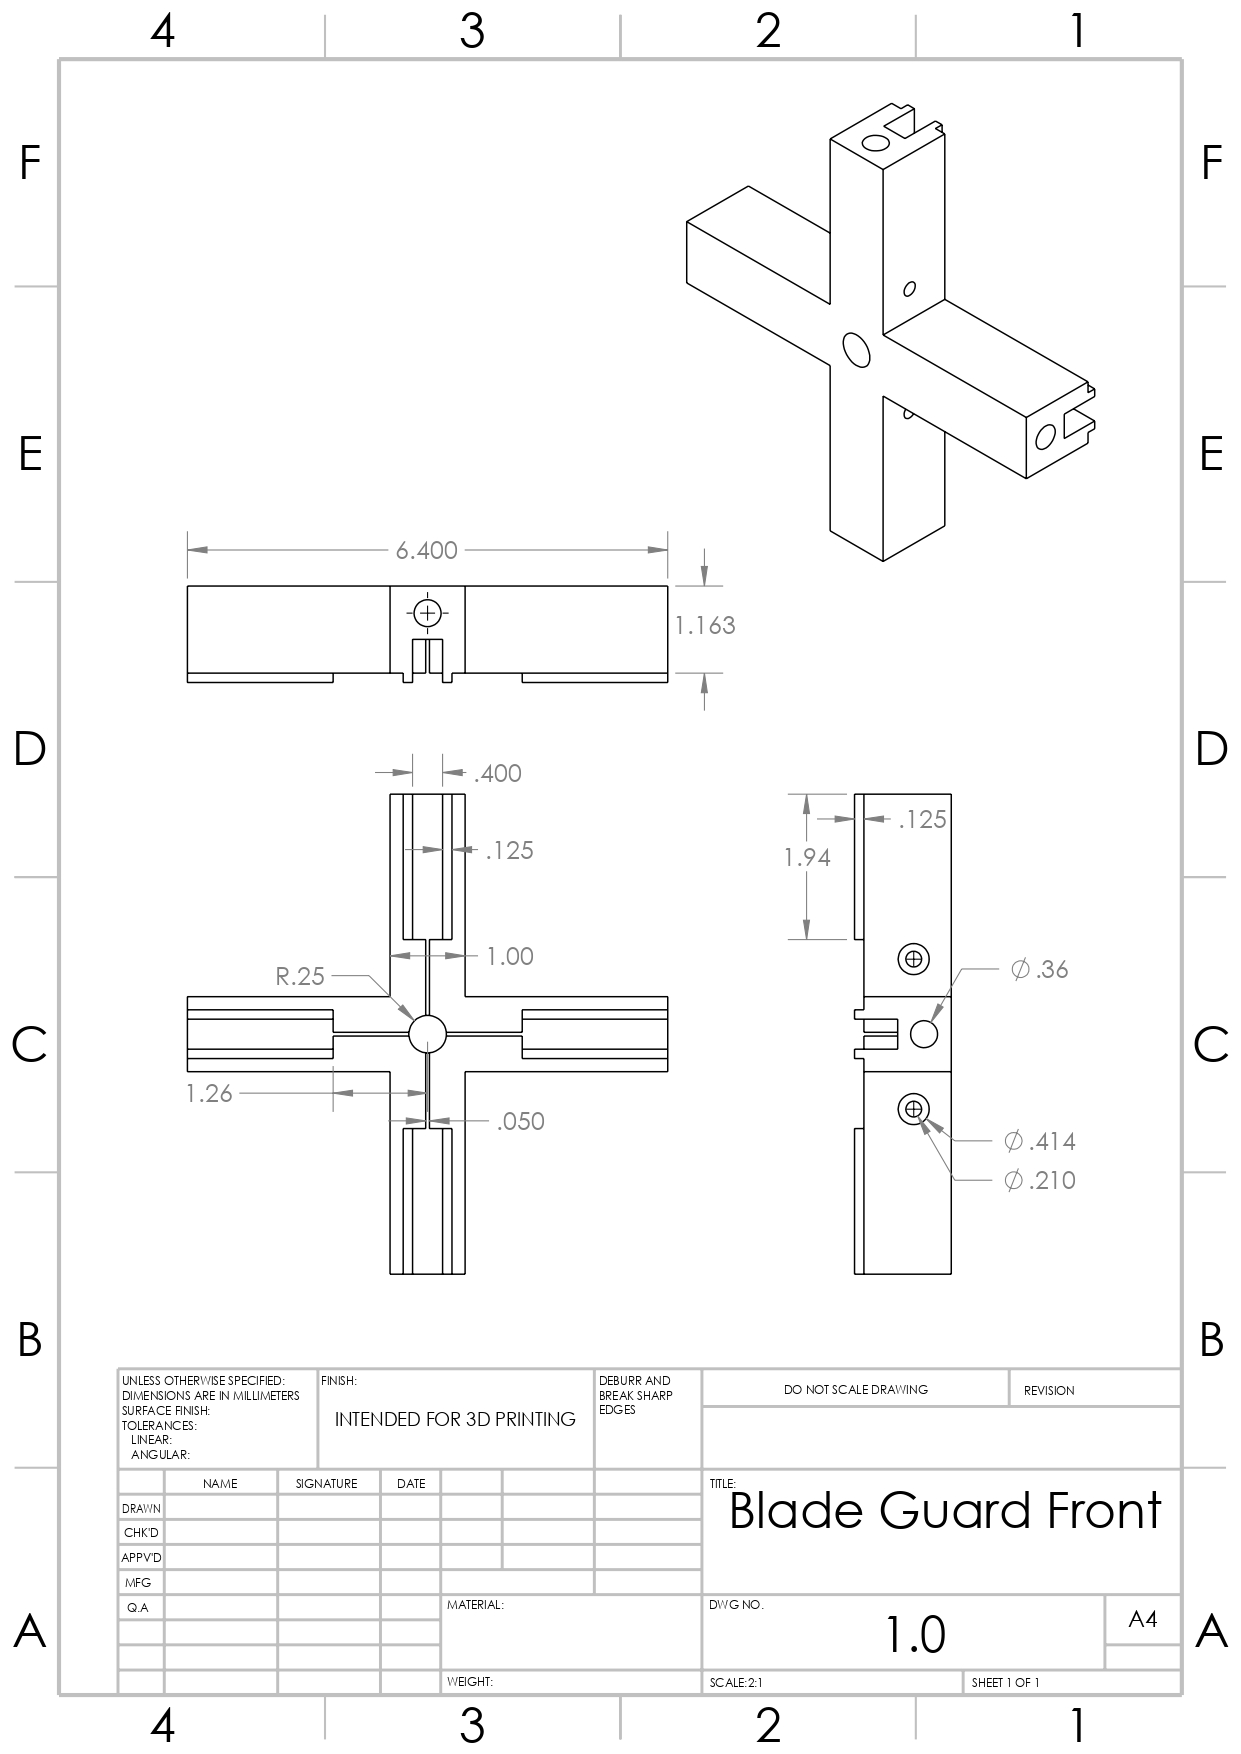 4 3 2 1
F F
E E
6.400
1.163
D D
.400
.125
.125
1.94
1.00
R.25
Ø .36
C C
1.26
.050
Ø .414
Ø .210
B B
UNLESS OTHERWISE SPECIFIED:
DIMENSIONS ARE IN MILLIMETERS
SURFACE FINISH:
TOLERANCES:
LINEAR:
ANGULAR:
FINISH:
INTENDED FOR 3D PRINTING
DEBURR AND
BREAK SHARP
EDGES
DO NOT SCALE DRAWING
REVISION
NAME SIGNATURE DATE
DRAWN
CHK'D
APPV'D
MFG
Q.A
TITLE:
Blade Guard Front
MATERIAL:
DWG NO.
1.0
A4
A A
WEIGHT:
SCALE:2:1
SHEET 1 OF 1
4 3 2 1